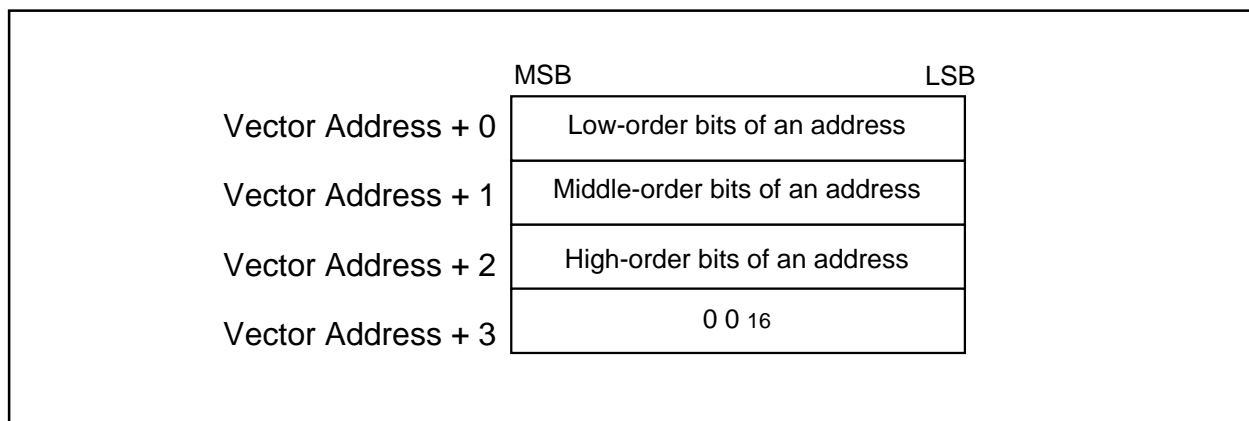 MSB LSB
Vector Address + 0 Low-order bits of an address
Vector Address + 1 Middle-order bits of an address
Vector Address + 2 High-order bits of an address
Vector Address + 3 0 0 16